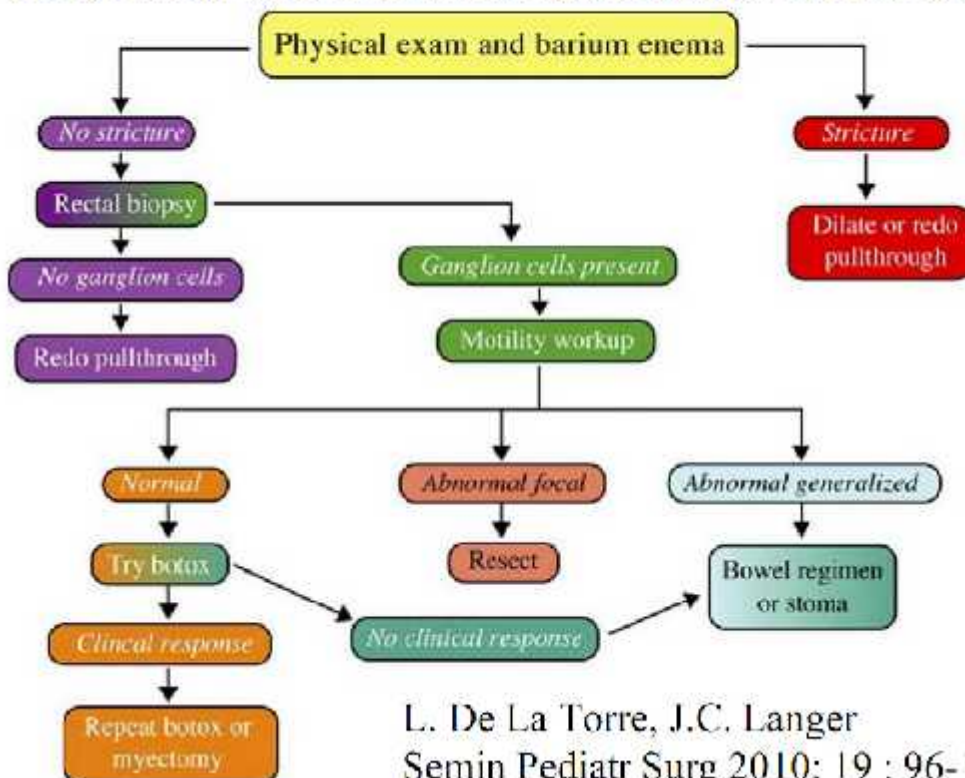 Physical exam and barium enema
No stricture
Stricture
Rectal biopsy
Dilate or redo
pullthrough
No ganglion cells
Ganglion cells present
Redo pullthrough
Motility workup
Normal
Abnormal focal
Abnormal generalized
Try botox
Resect
Bowel regimen
or stoma
Clincal response
No clinical response
Repeat botox or
myectomy
L. De La Torre, J.C. Langer
Semin Pediatr Surg 2010; 19 : 96-